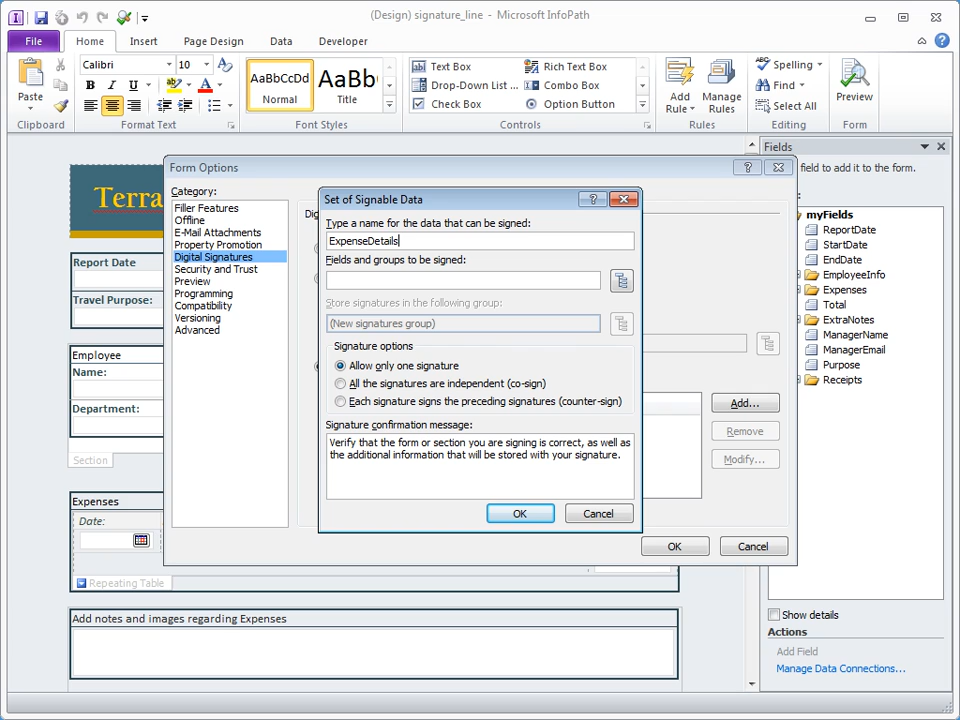 (Design) signature_line - Microsoft InfoPath
File
Home
Insert
Page Design
Data
Developer
Paste
Clipboard
Calibri
10
B I U
Format Text
AaBbCcDd
Normal
AaBb
Title
Font Styles
Text Box
Rich Text Box
Drop-Down List ...
Combo Box
Check Box
Option Button
Controls
Add
Rule
Manage
Rules
Rules
Spelling
Find
Select All
Editing
Preview
Form
Terra
Report Date
Travel Purpose:
Employee
Name:
Department:
Section
Expenses
Date:
Repeating Table
Add notes and images regarding Expenses
Form Options
Category:
Filler Features
Offline
E-Mail Attachments
Property Promotion
Digital Signatures
Security and Trust
Preview
Programming
Compatibility
Versioning
Advanced
Dig
Add...
Remove
Modify...
OK
Cancel
Set of Signable Data
Type a name for the data that can be signed:
ExpenseDetails
Fields and groups to be signed:
Store signatures in the following group:
(New signatures group)
Signature options
Allow only one signature
All the signatures are independent (co-sign)
Each signature signs the preceding signatures (counter-sign)
Signature confirmation message:
Verify that the form or section you are signing is correct, as well as
the additional information that will be stored with your signature.
OK
Cancel
Fields
field to add it to the form.
myFields
ReportDate
StartDate
EndDate
EmployeeInfo
Expenses
Total
ExtraNotes
ManagerName
ManagerEmail
Purpose
Receipts
Show details
Actions
Add Field
Manage Data Connections...